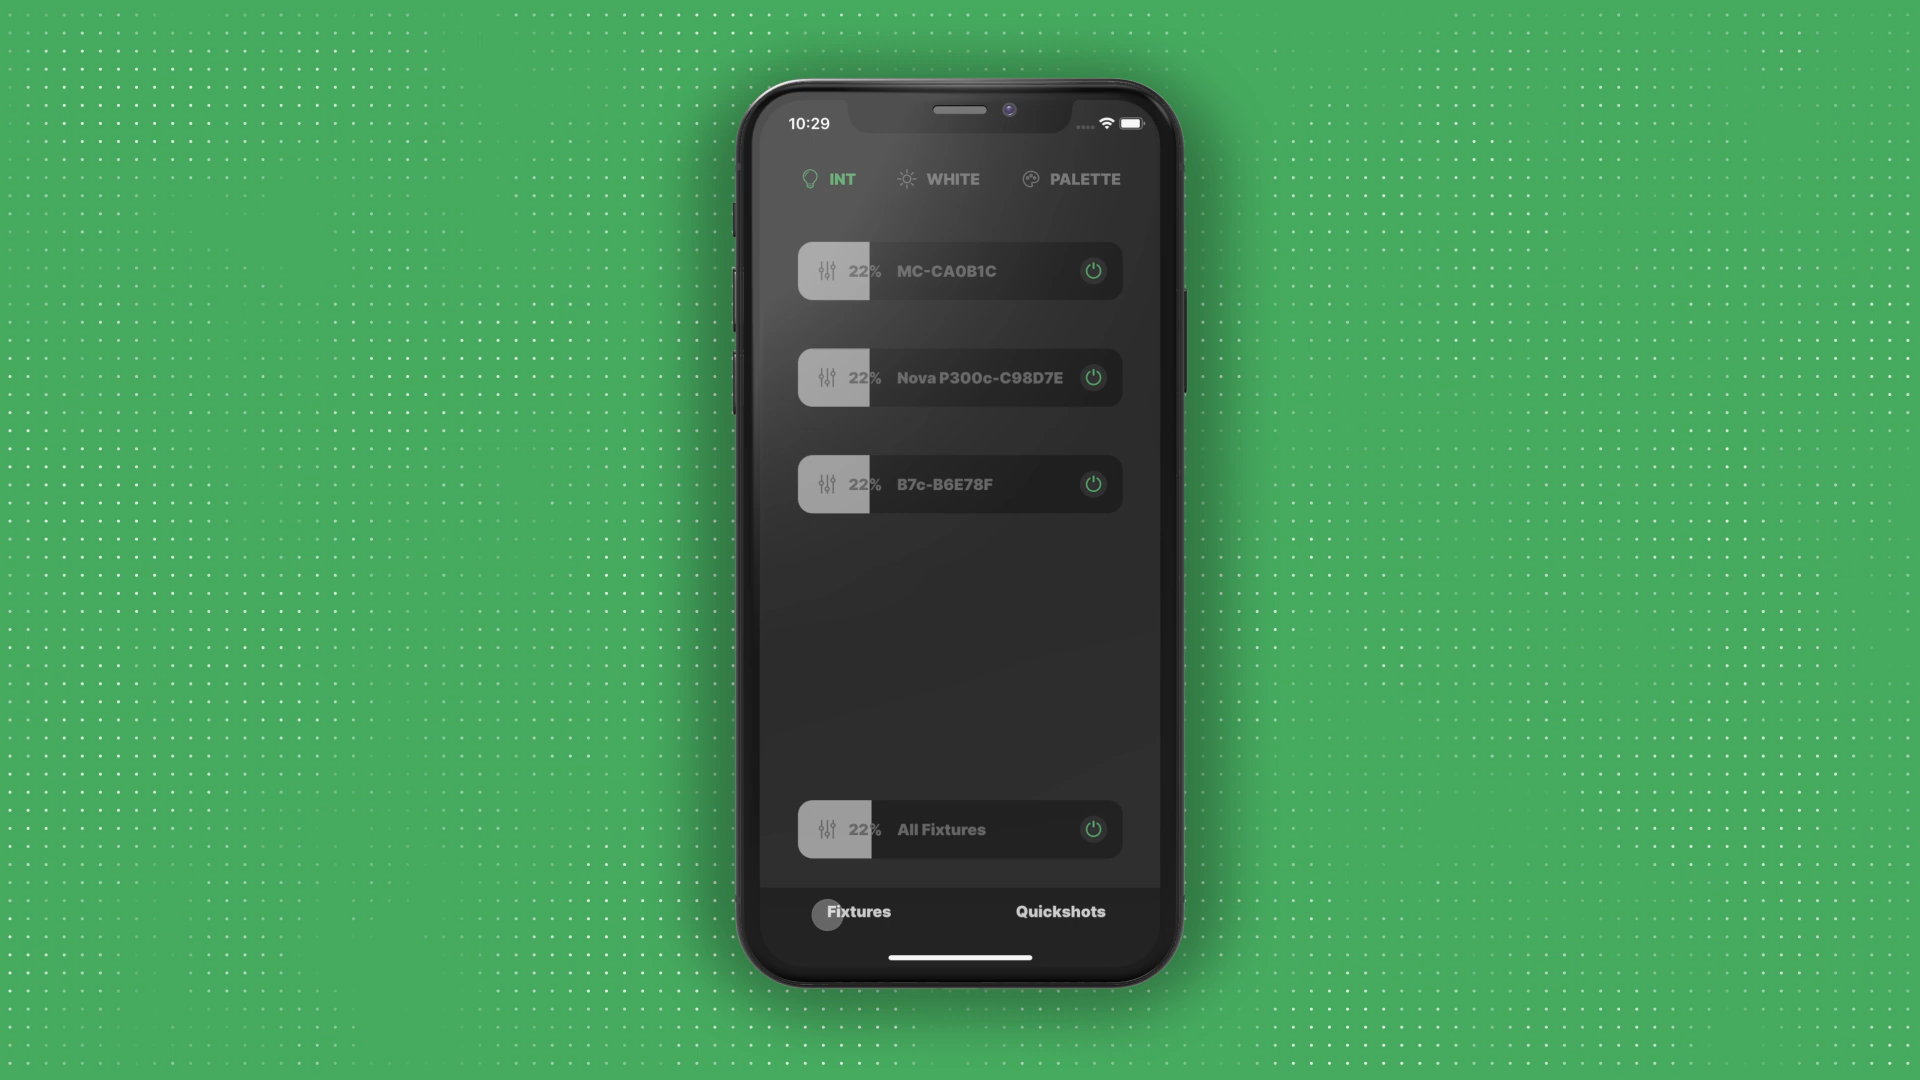 10:29
INT WHITE PALETTE
22% MC-CA0B1C
22% Nova P300c-C98D7E
22% B7c-B6E78F
22% All Fixtures
Fixtures Quickshots